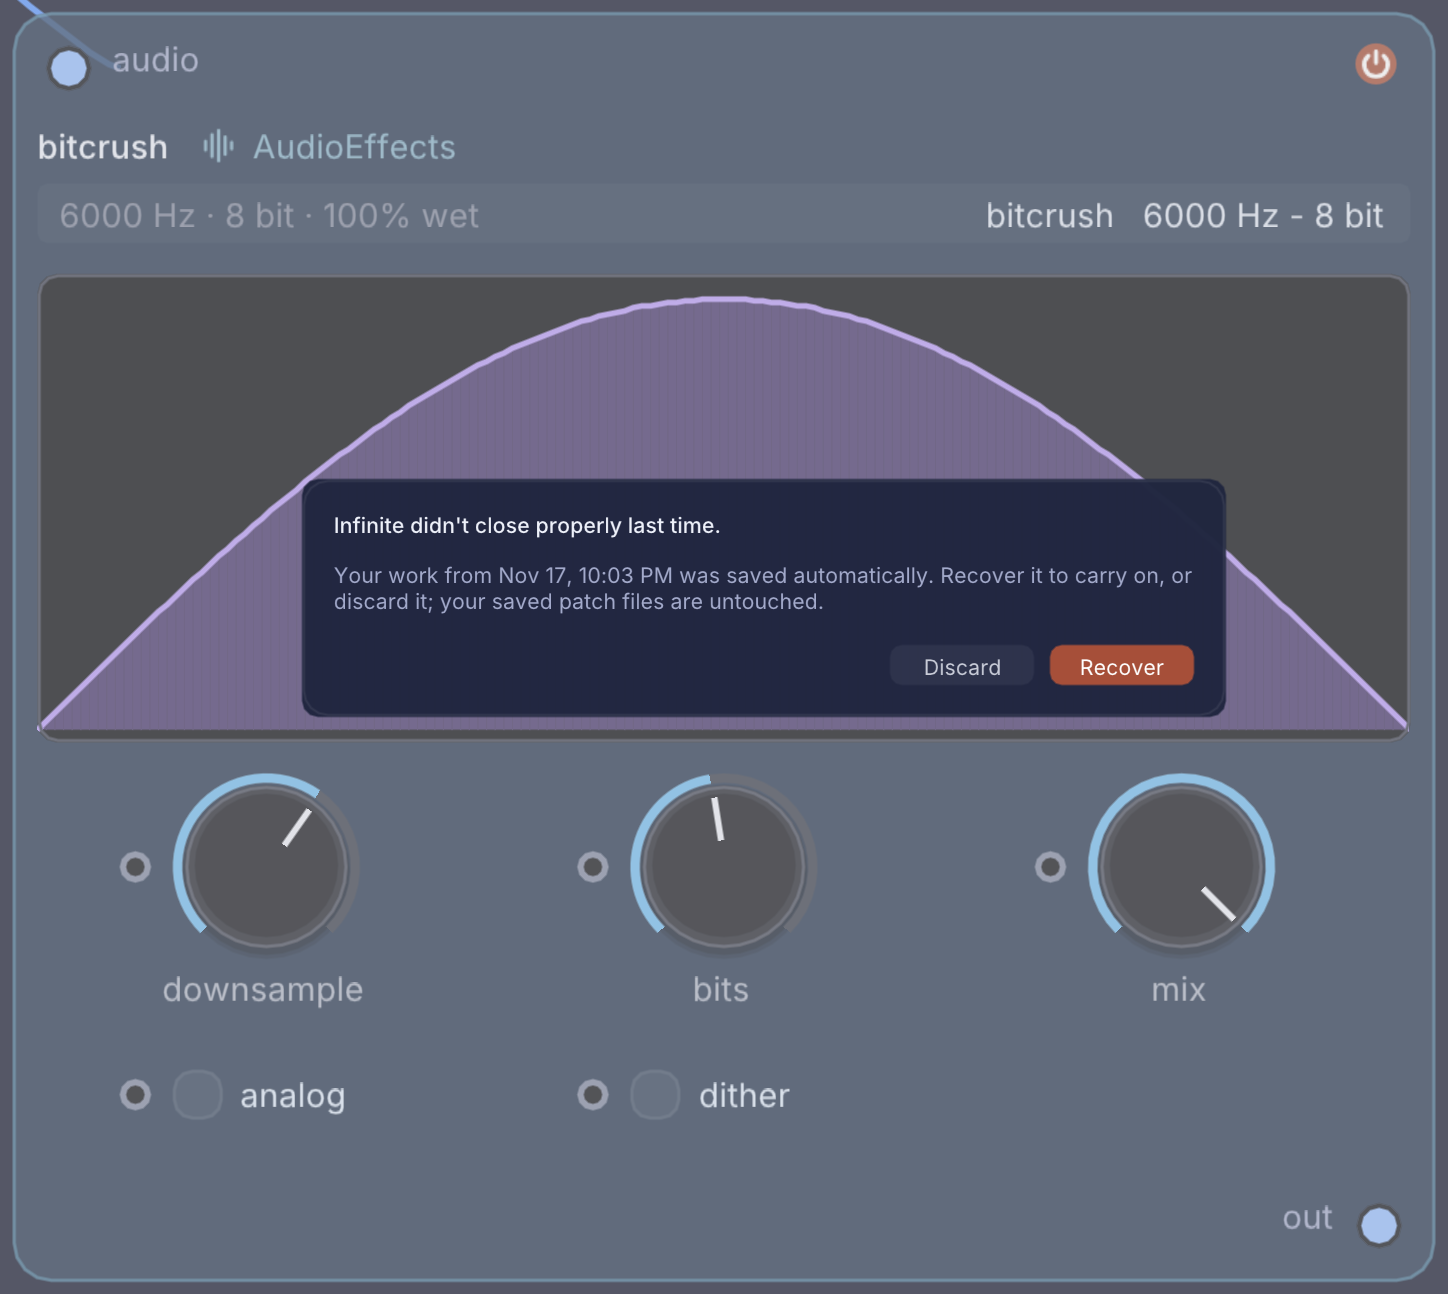 audio
bitcrush AudioEffects
6000 Hz · 8 bit · 100% wet bitcrush 6000 Hz - 8 bit
Infinite didn't close properly last time.
Your work from Nov 17, 10:03 PM was saved automatically. Recover it to carry on, or
discard it; your saved patch files are untouched.
Discard Recover
downsample bits mix
analog dither
out